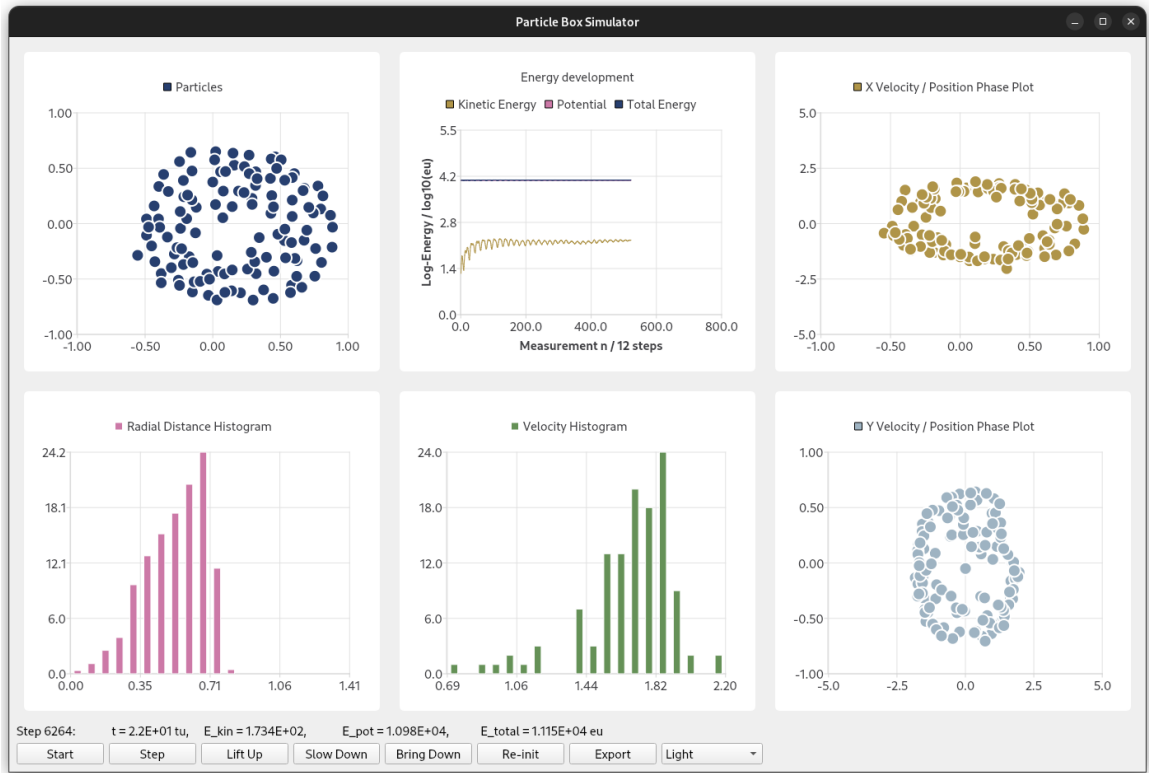 Particle Box Simulator
Particles
1.00
0.50
0.00
-0.50
-1.00
-1.00 -0.50 0.00 0.50 1.00
Energy development
Kinetic Energy Potential Total Energy
Log-Energy / log10(eu)
5.5
4.2
2.8
1.4
0.0
0.0 200.0 400.0 600.0 800.0
Measurement n / 12 steps
X Velocity / Position Phase Plot
5.0
2.5
0.0
-2.5
-5.0
-1.00 -0.50 0.00 0.50 1.00
Radial Distance Histogram
24.2
18.1
12.1
6.0
0.0
0.00 0.35 0.71 1.06 1.41
Velocity Histogram
24.0
18.0
12.0
6.0
0.0
0.69 1.06 1.44 1.82 2.20
Y Velocity / Position Phase Plot
1.00
0.50
0.00
-0.50
-1.00
-5.0 -2.5 0.0 2.5 5.0
Step 6264: t = 2.2E+01 tu, E_kin = 1.734E+02, E_pot = 1.098E+04, E_total = 1.115E+04 eu
Start Step Lift Up Slow Down Bring Down Re-init Export Light